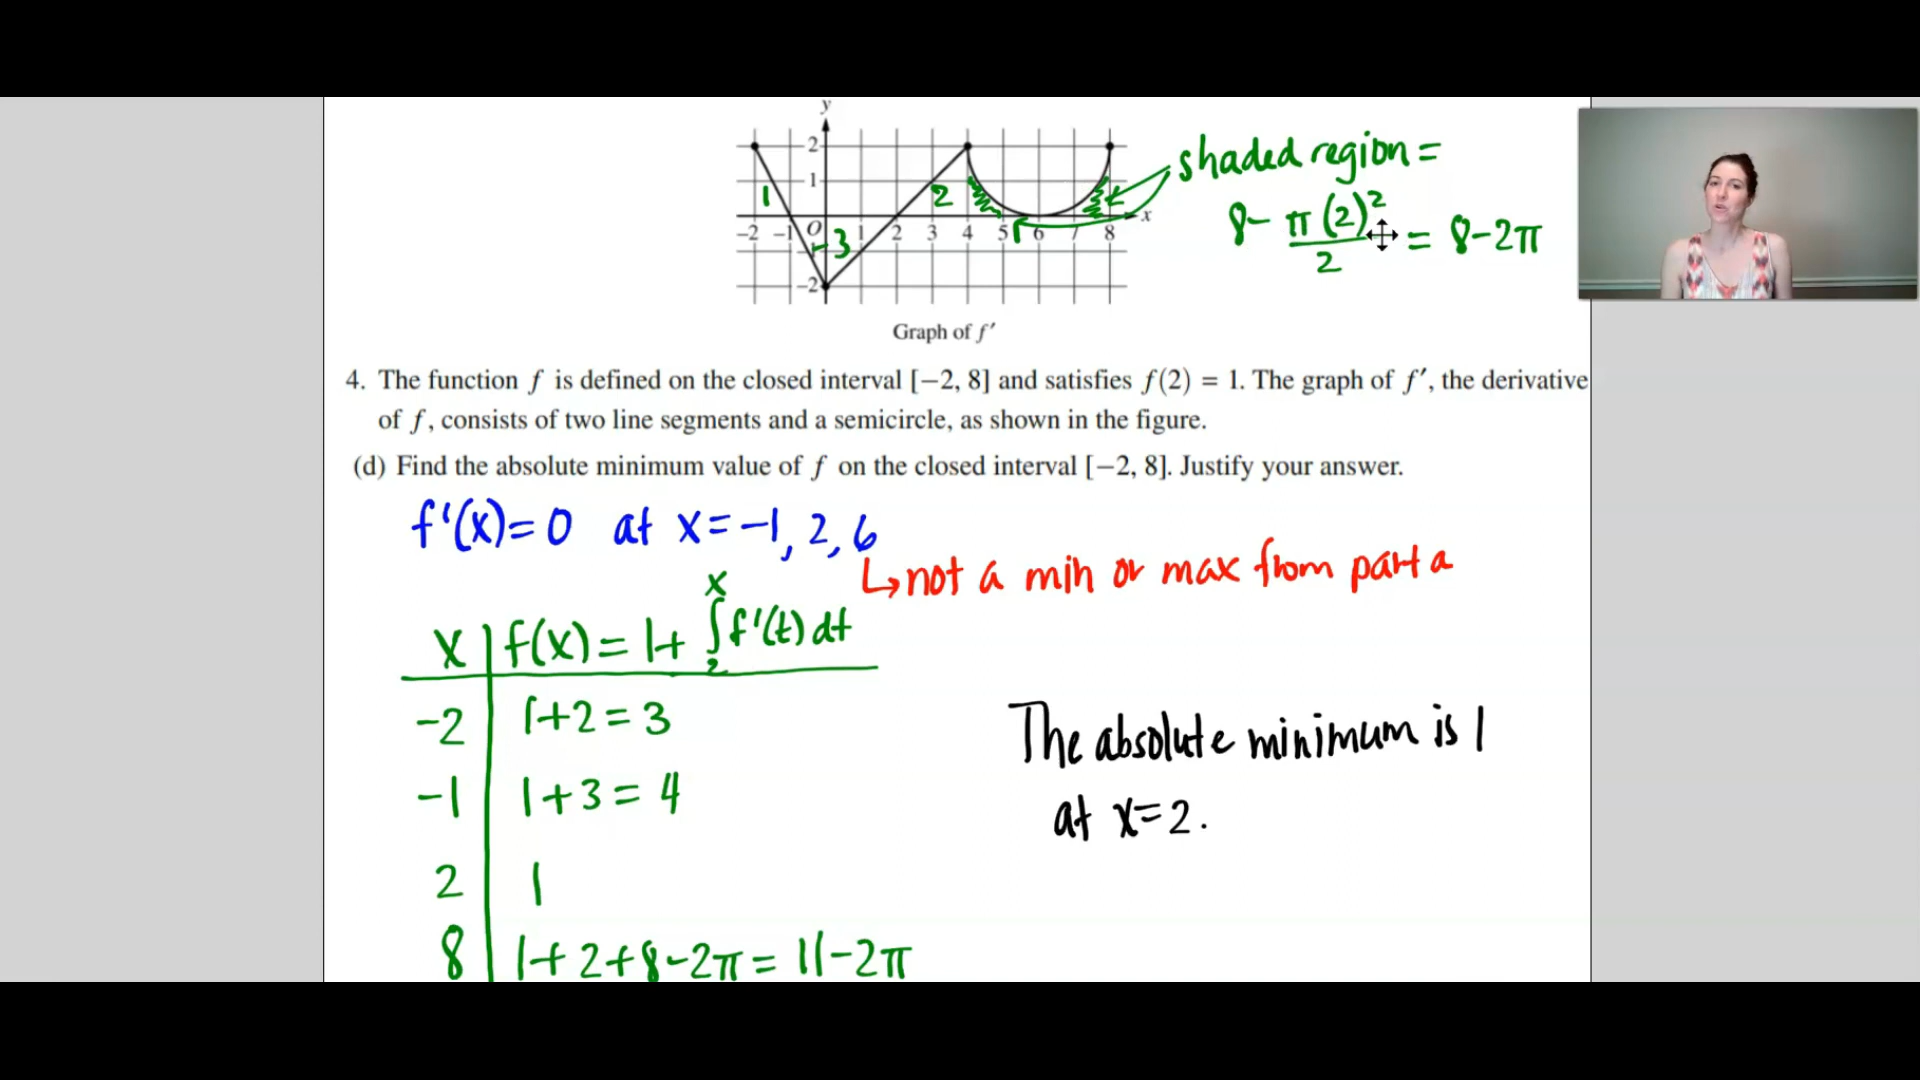 y
2
1
-2 -1 O 1 2 3 4 5 6 7 8 x
-2
1
-3
2
shaded region =
8 - π(2)²/2 = 8-2π
Graph of f′
4. The function f is defined on the closed interval [−2, 8] and satisfies f(2) = 1. The graph of f′, the derivative
of f, consists of two line segments and a semicircle, as shown in the figure.
(d) Find the absolute minimum value of f on the closed interval [−2, 8]. Justify your answer.
f'(x)=0 at x=-1, 2, 6
↳not a min or max from part a
x | f(x) = 1+ ∫₂ˣ f'(t)dt
-2 | 1+2=3
-1 | 1+3=4
2 | 1
8 | 1+2+8-2π = 11-2π
The absolute minimum is 1
at x=2.